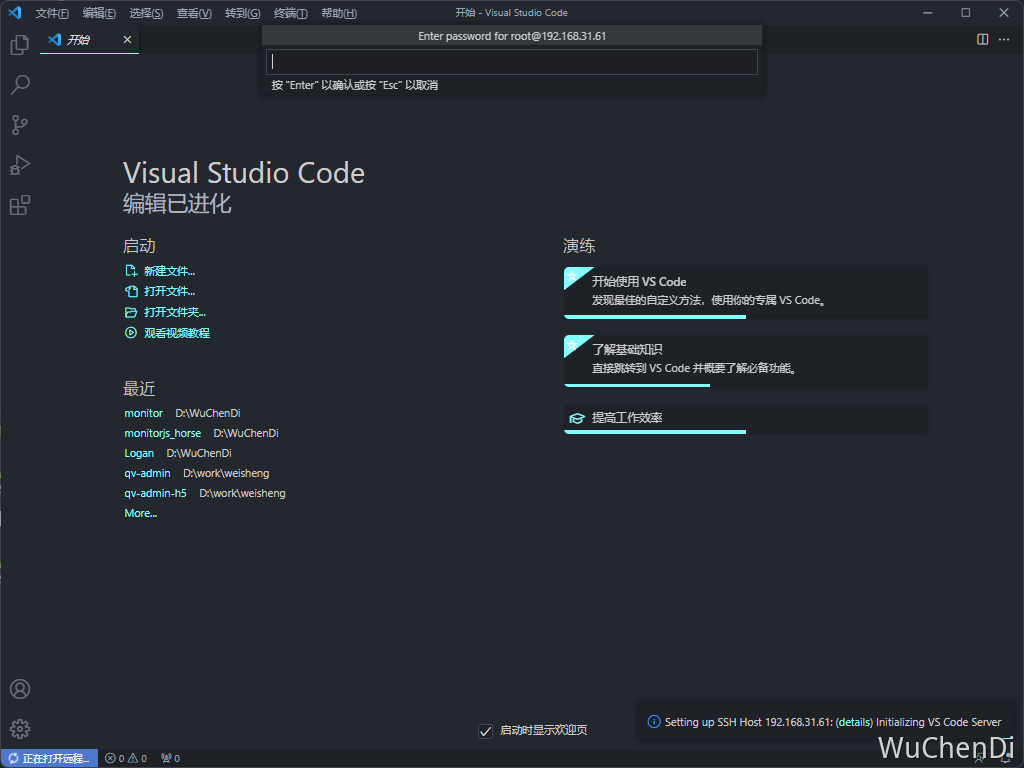 文件(F) 编辑(E) 选择(S) 查看(V) 转到(G) 终端(T) 帮助(H) 开始 - Visual Studio Code
开始
Enter password for root@192.168.31.61
按 "Enter" 以确认或按 "Esc" 以取消
Visual Studio Code
编辑已进化
启动
新建文件...
打开文件...
打开文件夹...
观看视频教程
最近
monitor D:\WuChenDi
monitorjs_horse D:\WuChenDi
Logan D:\WuChenDi
qv-admin D:\work\weisheng
qv-admin-h5 D:\work\weisheng
More...
演练
开始使用 VS Code
发现最佳的自定义方法，使用你的专属 VS Code。
了解基础知识
直接跳转到 VS Code 并概要了解必备功能。
提高工作效率
启动时显示欢迎页
Setting up SSH Host 192.168.31.61: (details) Initializing VS Code Server
WuChenDi
正在打开远程... 0 0 0